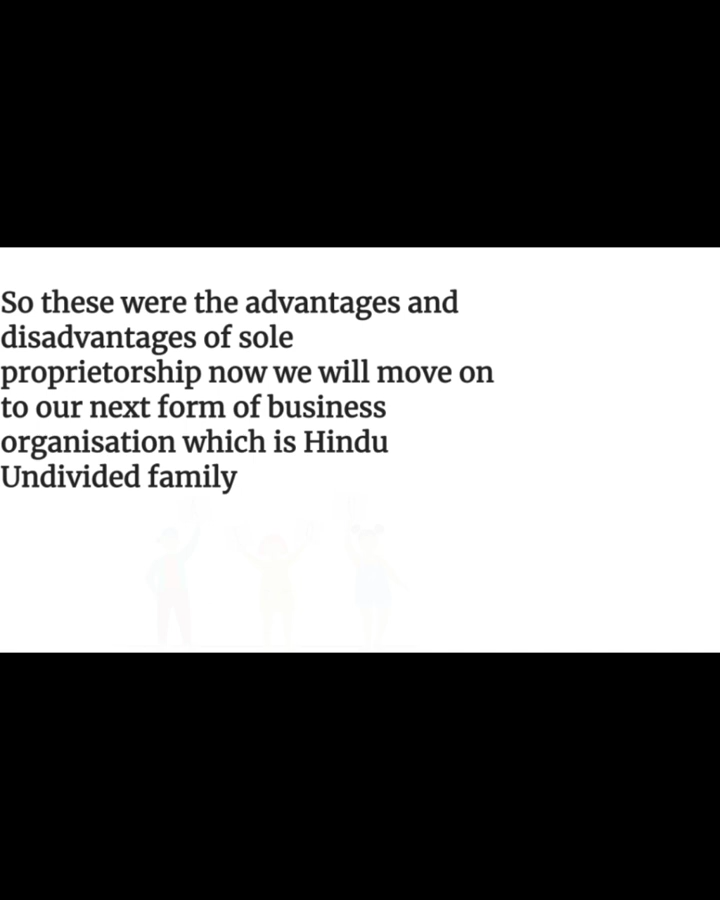 So these were the advantages and
disadvantages of sole
proprietorship now we will move on
to our next form of business
organisation which is Hindu
Undivided family